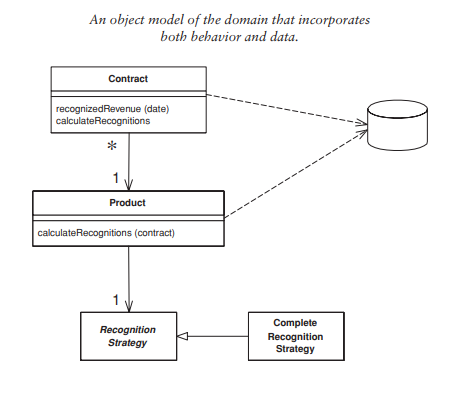 An object model of the domain that incorporates
both behavior and data.
Contract
recognizedRevenue (date)
calculateRecognitions
*
1
Product
calculateRecognitions (contract)
1
Recognition
Strategy
Complete
Recognition
Strategy